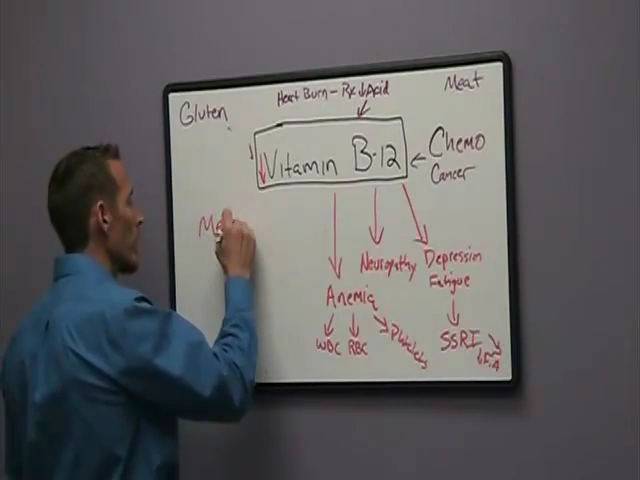 Gluten
Heart Burn - Rx ↓ Acid
Meat
↓ Vitamin B-12
← Chemo
Cancer
Neuropathy
Depression
Fatigue
Anemia
WBC RBC Platelets
SSRI